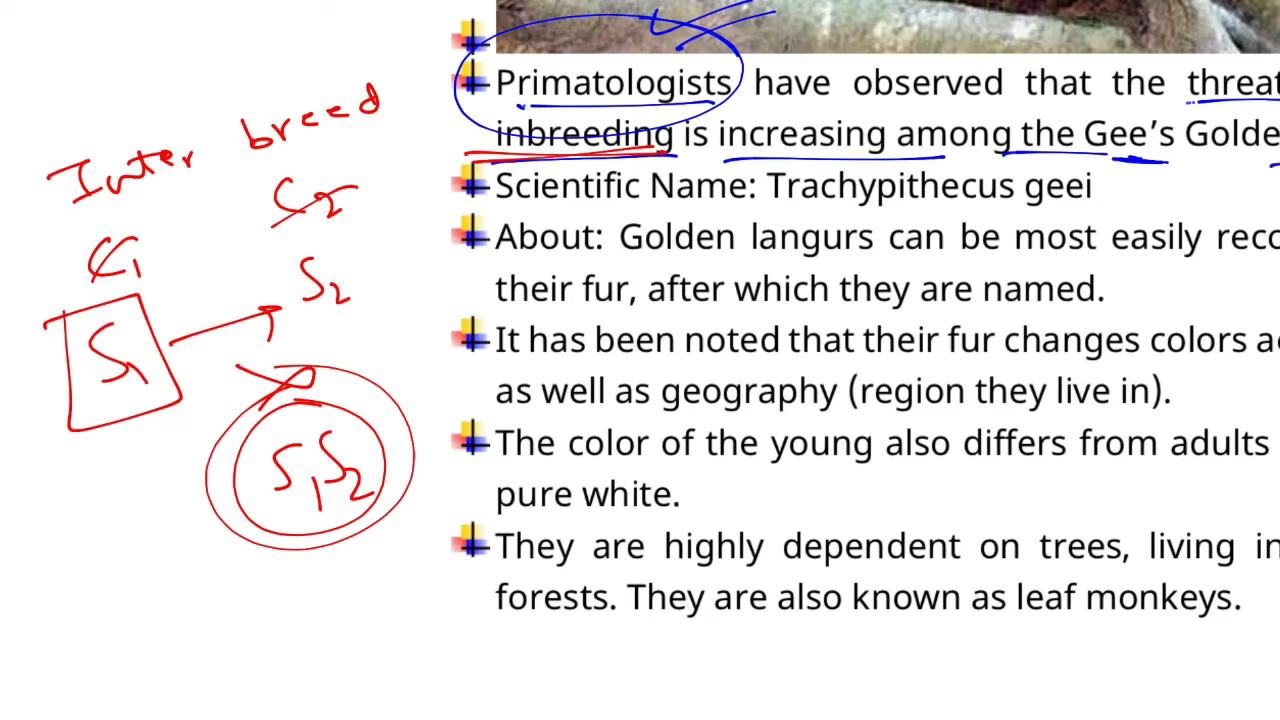 Primatologists have observed that the threat
inbreeding is increasing among the Gee's Golde
Scientific Name: Trachypithecus geei
About: Golden langurs can be most easily reco
their fur, after which they are named.
It has been noted that their fur changes colors a
as well as geography (region they live in).
The color of the young also differs from adults
pure white.
They are highly dependent on trees, living in
forests. They are also known as leaf monkeys.
Inter breed
S1
S2
S1S2